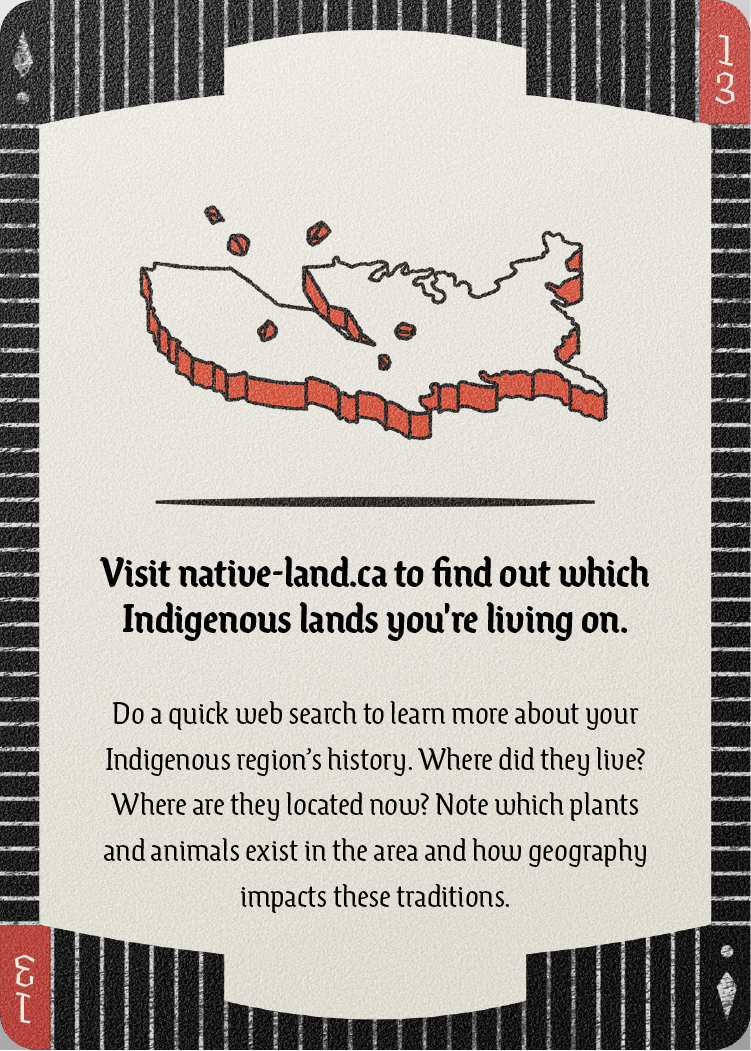 13
Visit native-land.ca to find out which
Indigenous lands you're living on.
Do a quick web search to learn more about your
Indigenous region’s history. Where did they live?
Where are they located now? Note which plants
and animals exist in the area and how geography
impacts these traditions.
13